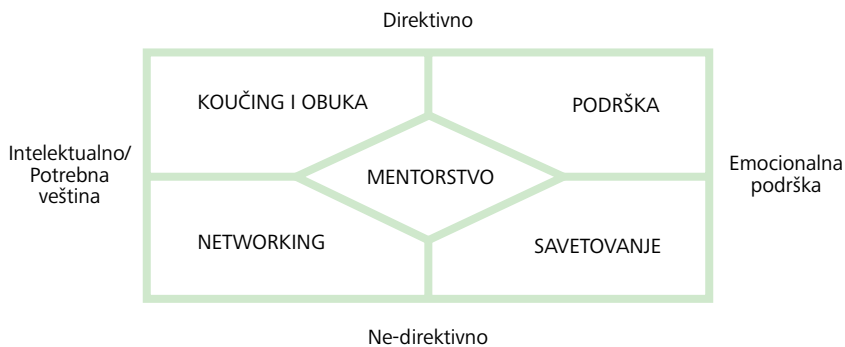 Direktivno
KOUČING I OBUKA
PODRŠKA
Intelektualno/
Potrebna
veština
MENTORSTVO
Emocionalna
podrška
NETWORKING
SAVETOVANJE
Ne-direktivno